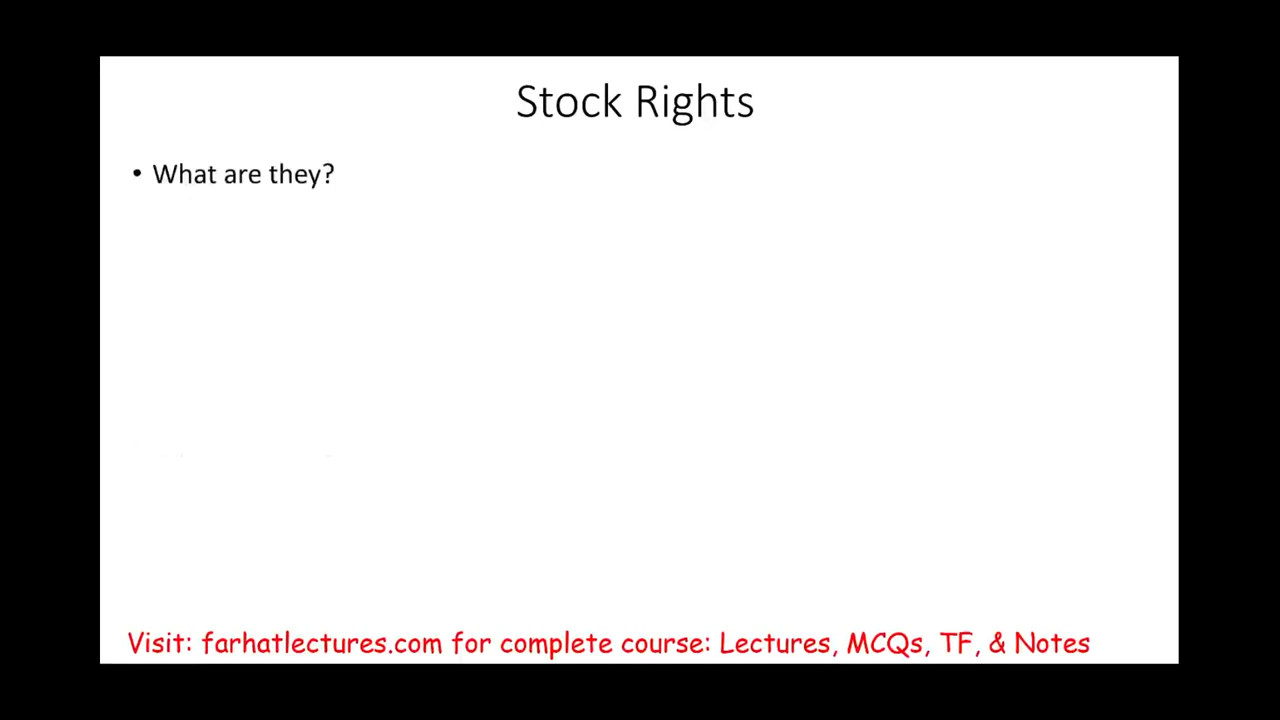 Stock Rights
• What are they?
Visit: farhatlectures.com for complete course: Lectures, MCQs, TF, & Notes